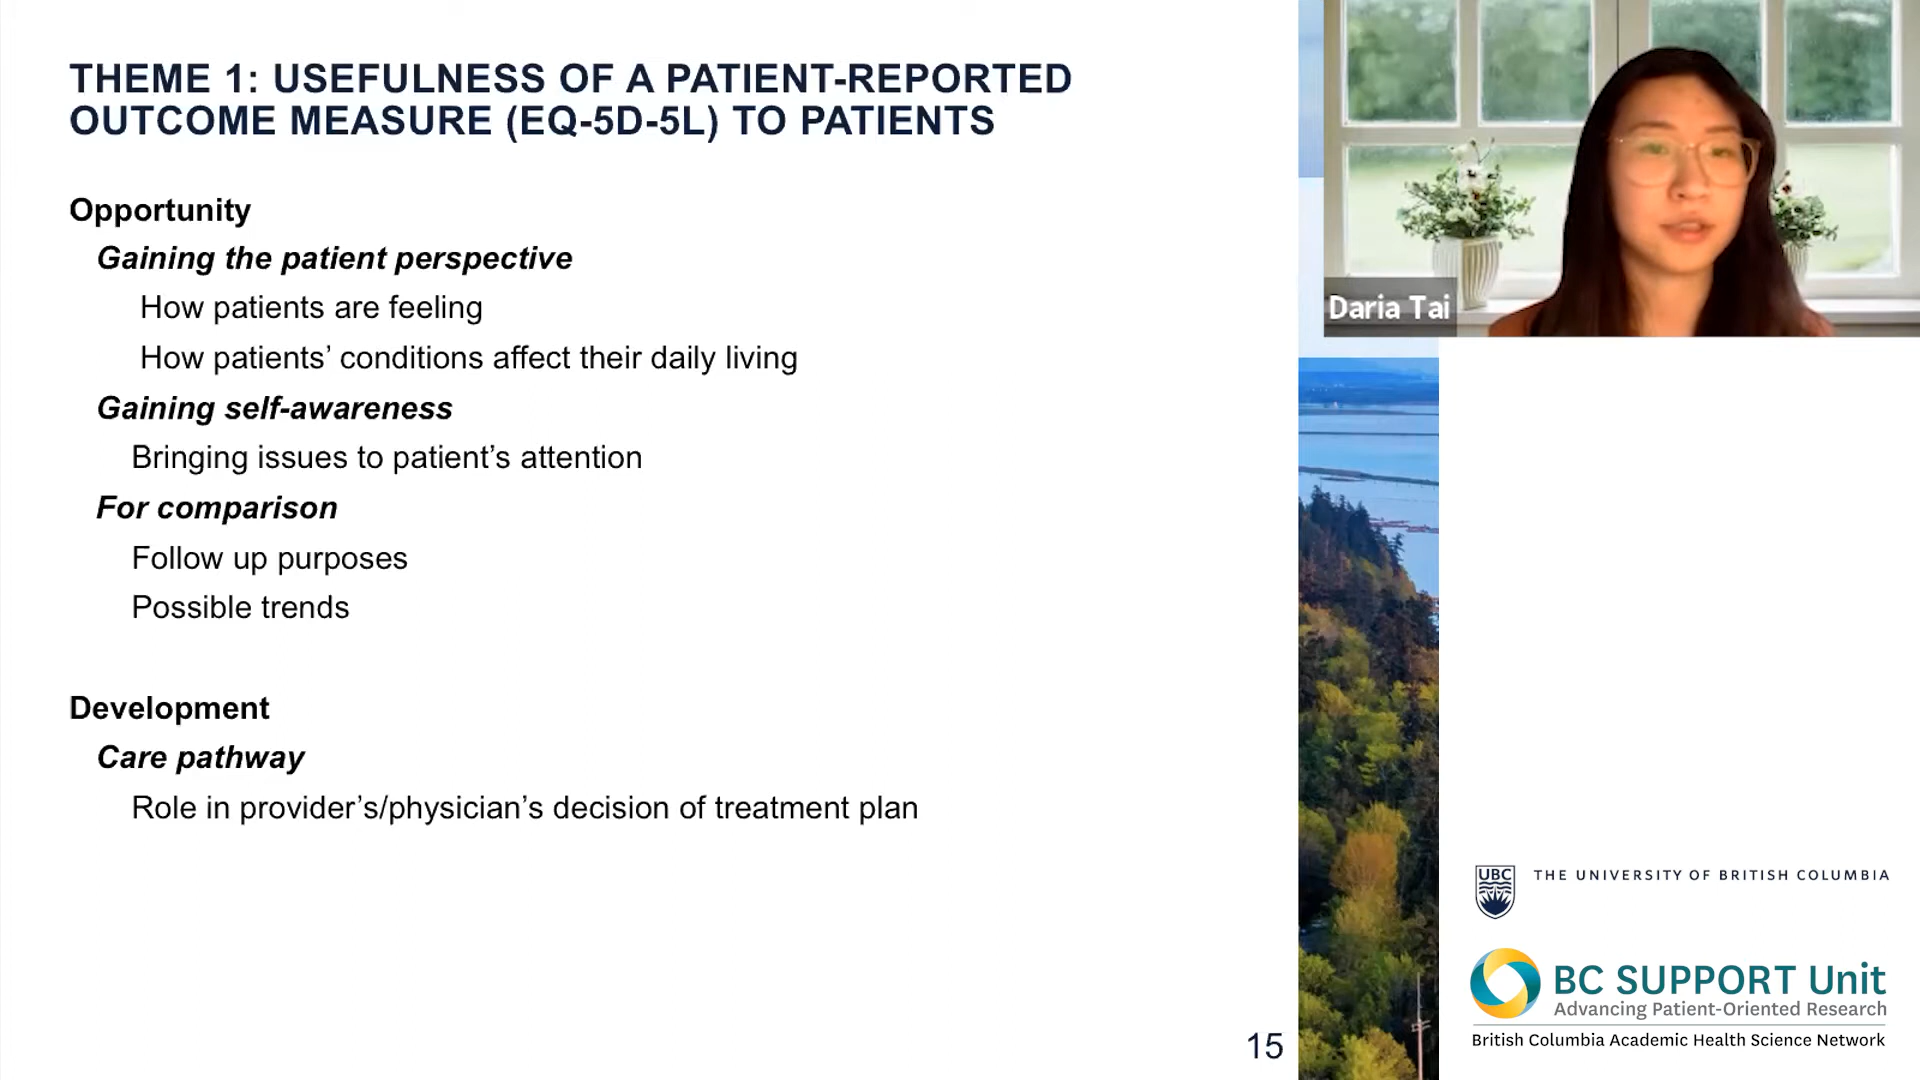 THEME 1: USEFULNESS OF A PATIENT-REPORTED
OUTCOME MEASURE (EQ-5D-5L) TO PATIENTS
Opportunity
Gaining the patient perspective
How patients are feeling
How patients’ conditions affect their daily living
Gaining self-awareness
Bringing issues to patient’s attention
For comparison
Follow up purposes
Possible trends
Development
Care pathway
Role in provider’s/physician’s decision of treatment plan
15
Daria Tai
UBC
THE UNIVERSITY OF BRITISH COLUMBIA
BC SUPPORT Unit
Advancing Patient-Oriented Research
British Columbia Academic Health Science Network